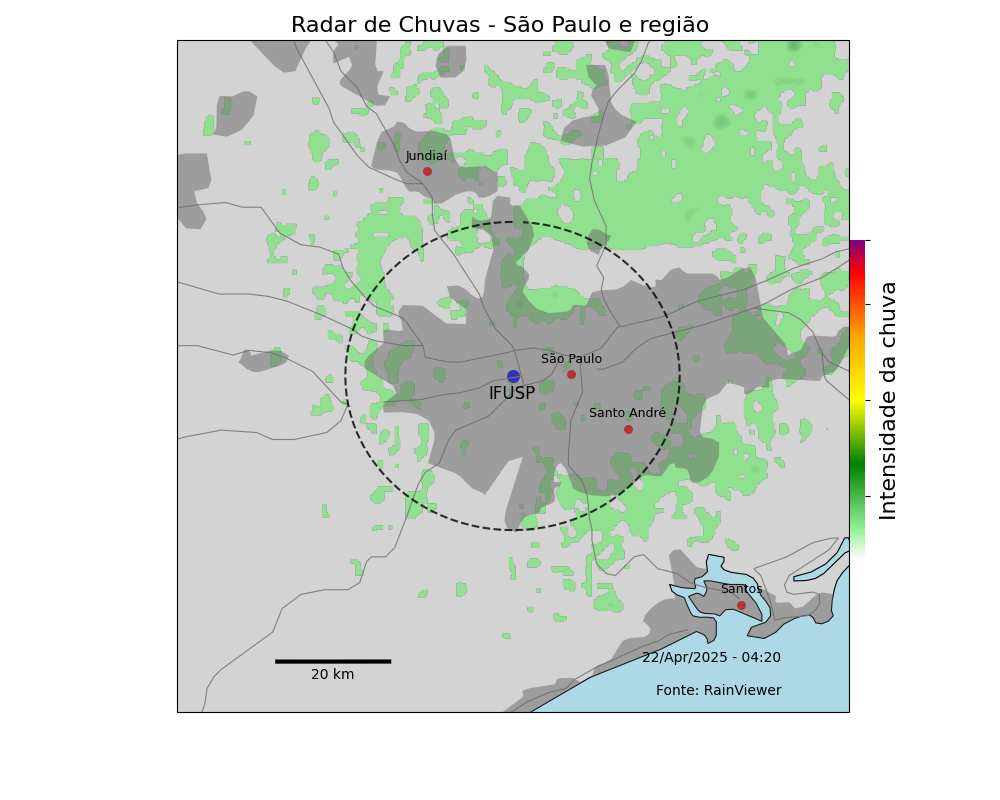 Radar de Chuvas - São Paulo e região
Jundiaí
São Paulo
IFUSP
Santo André
Santos
22/Apr/2025 - 04:20
20 km
Fonte: RainViewer
Intensidade da chuva